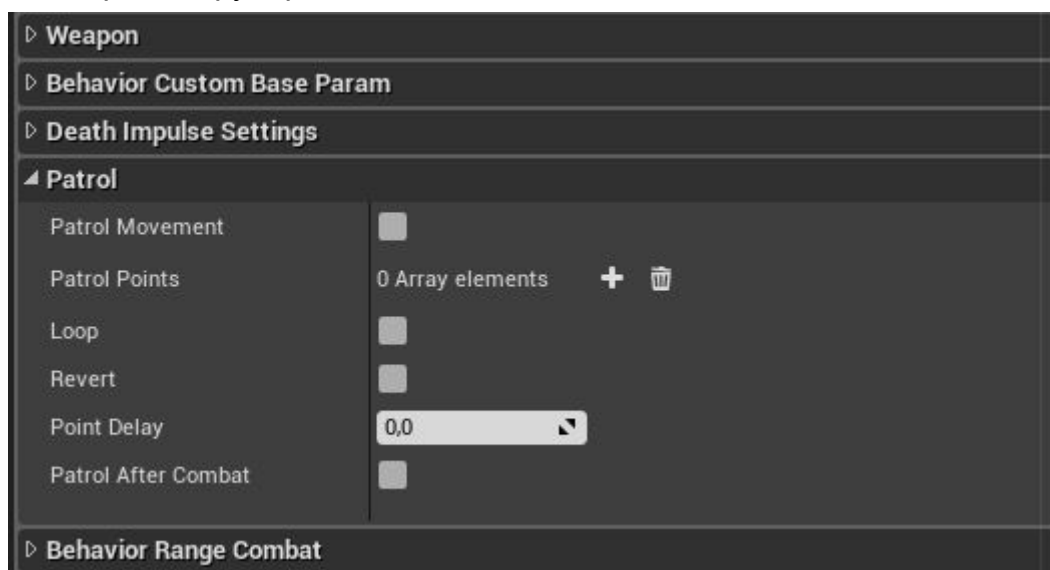 Weapon
Behavior Custom Base Param
Death Impulse Settings
Patrol
Patrol Movement
Patrol Points 0 Array elements
Loop
Revert
Point Delay 0,0
Patrol After Combat
Behavior Range Combat